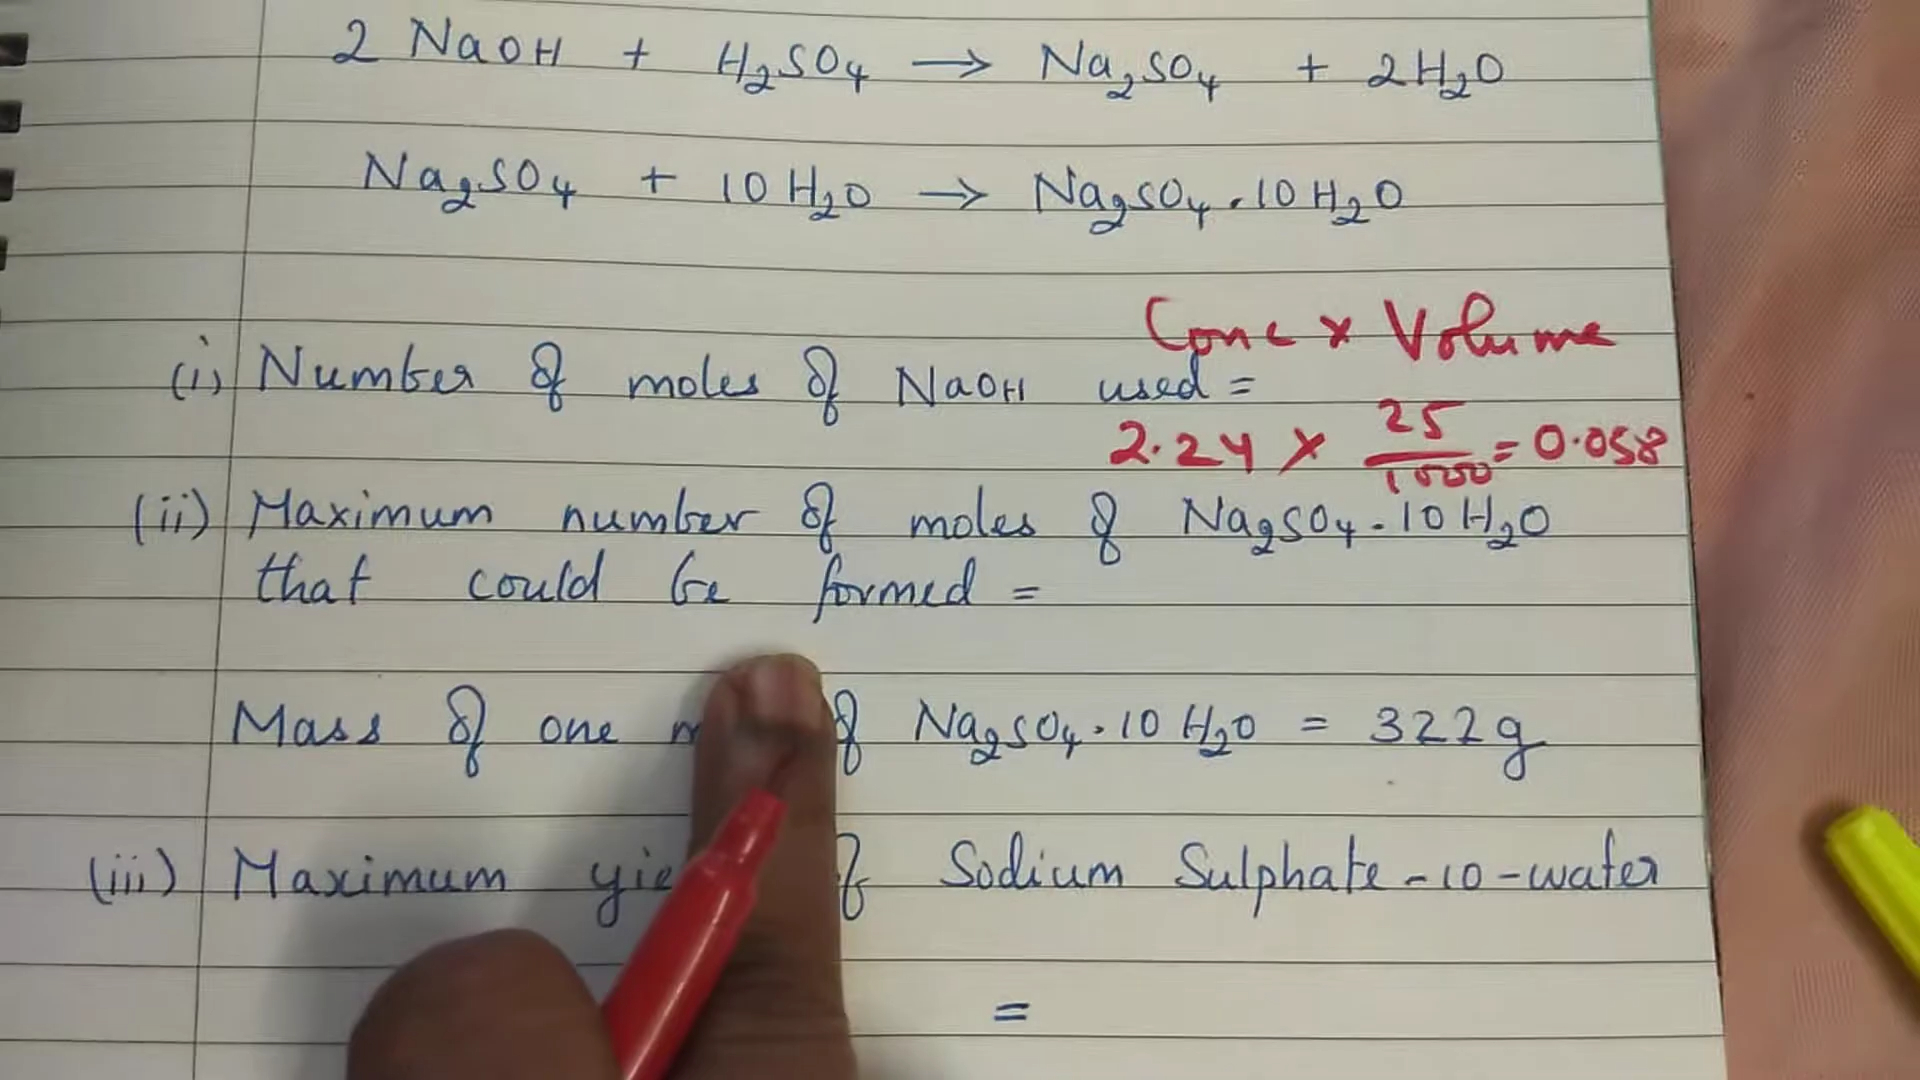 2 NaOH + H₂SO₄ → Na₂SO₄ + 2H₂O
Na₂SO₄ + 10 H₂O → Na₂SO₄.10 H₂O
Conc x Volume
(i) Number of moles of NaOH used =
2.24 x 25/1000 = 0.058
(ii) Maximum number of moles of Na₂SO₄.10 H₂O
that could be formed =
Mass of one of Na₂SO₄.10 H₂O = 322g
(iii) Maximum yie of Sodium Sulphate-10-water
=